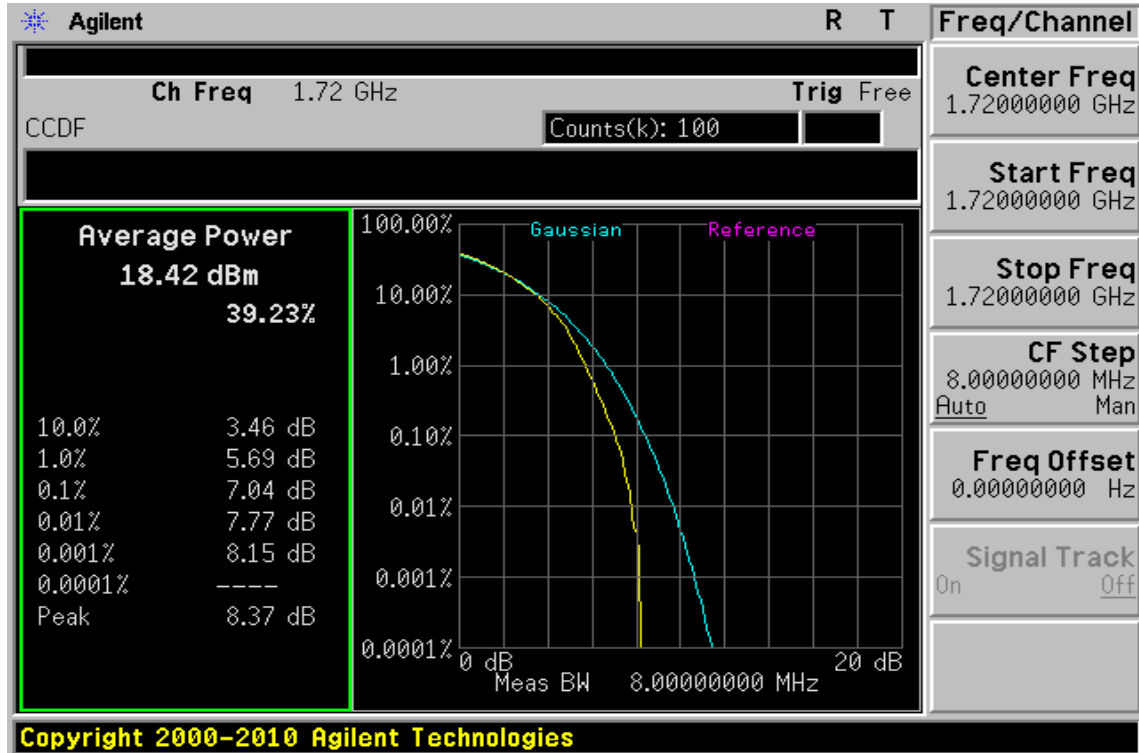 Agilent R T
Ch Freq 1.72 GHz Trig Free
CCDF Counts(k): 100
Average Power
18.42 dBm
39.23%
10.0% 3.46 dB
1.0% 5.69 dB
0.1% 7.04 dB
0.01% 7.77 dB
0.001% 8.15 dB
0.0001% ----
Peak 8.37 dB
Gaussian Reference
100.00%
10.00%
1.00%
0.10%
0.01%
0.001%
0.0001%
0 dB 20 dB
Meas BW 8.00000000 MHz
Freq/Channel
Center Freq
1.72000000 GHz
Start Freq
1.72000000 GHz
Stop Freq
1.72000000 GHz
CF Step
8.00000000 MHz
Auto Man
Freq Offset
0.00000000 Hz
Signal Track
On Off
Copyright 2000-2010 Agilent Technologies